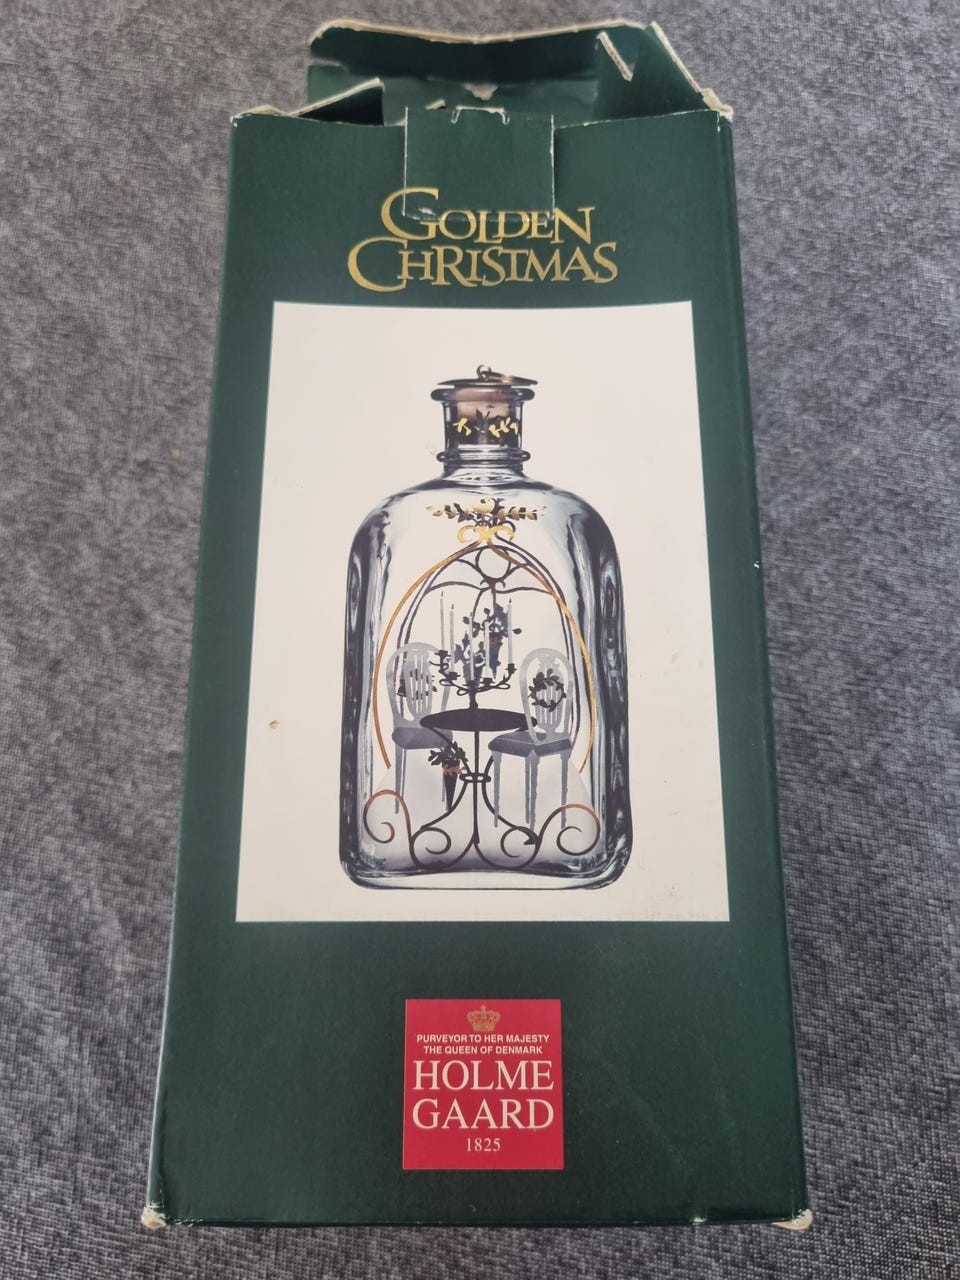 GOLDEN
CHRISTMAS
PURVEYOR TO HER MAJESTY
THE QUEEN OF DENMARK
HOLME
GAARD
1825